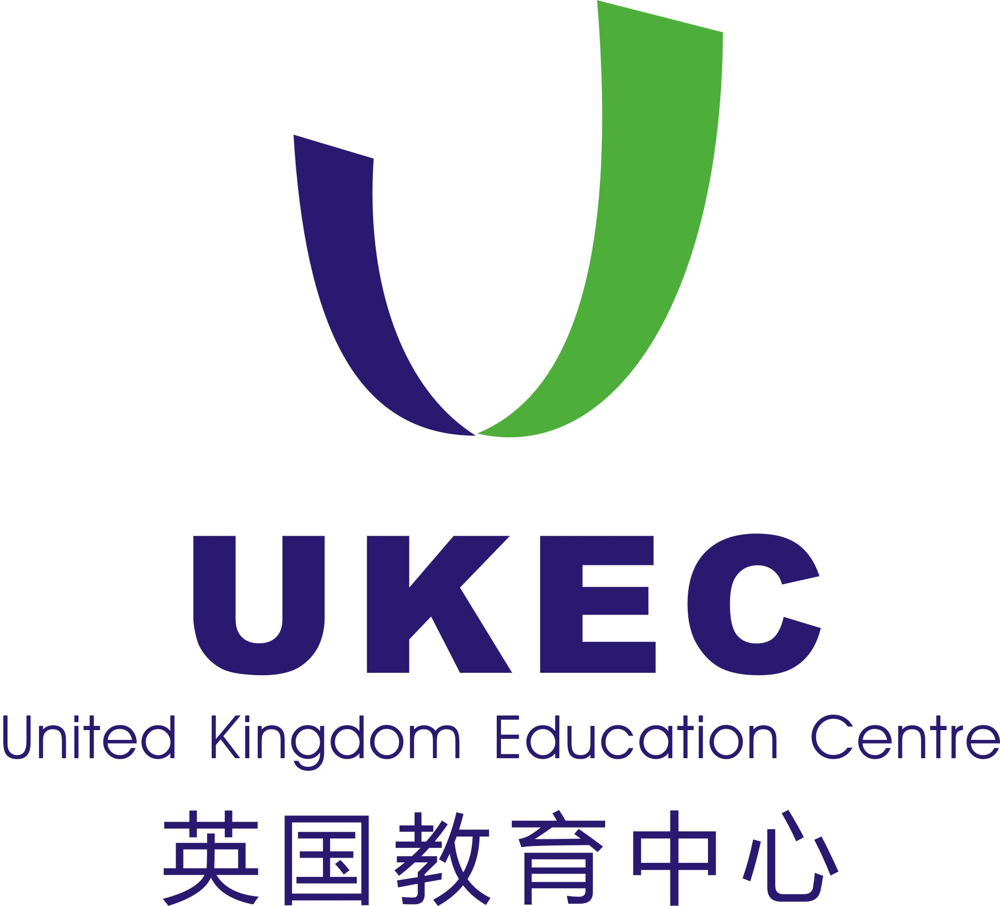 UKEC
United Kingdom Education Centre
英国教育中心